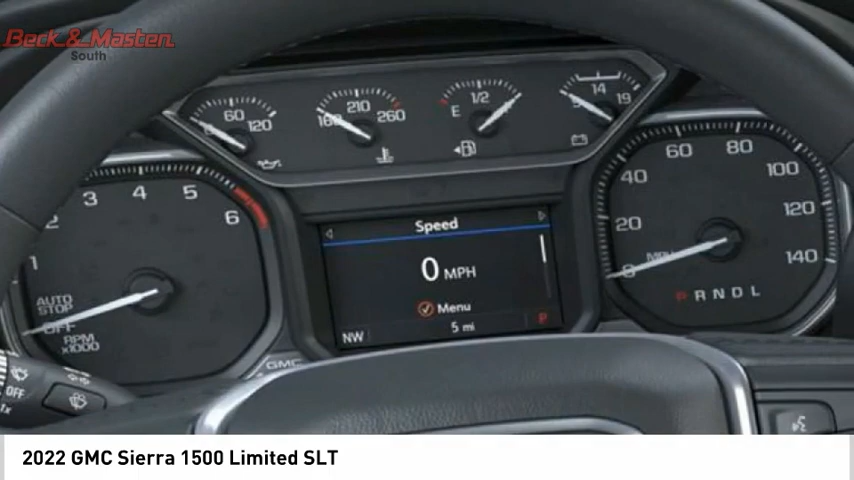 Beck & Masten
South
60
120
210
260
E
1/2
14
19
3
4
5
6
2
1
AUTO
STOP
OFF
RPM
x1000
Speed
0 MPH
Menu
5 mi
NW
P
20
40
60
80
100
120
140
MPH
0
P R N D L
GMC
OFF
1x
2022 GMC Sierra 1500 Limited SLT